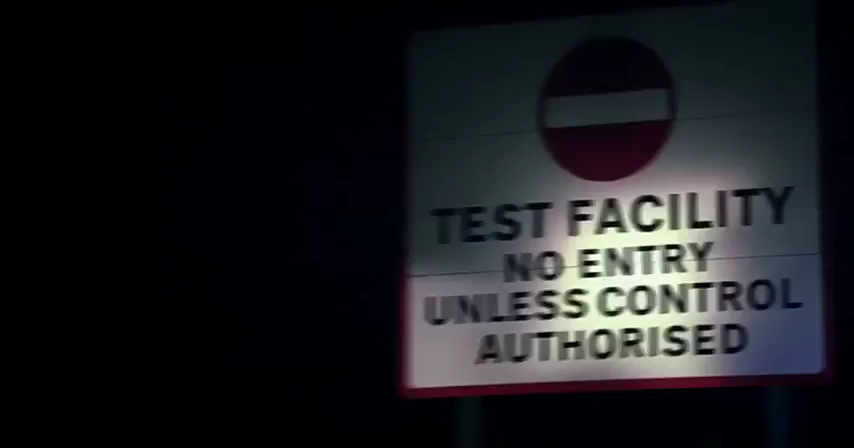 TEST FACILITY
NO ENTRY
UNLESS CONTROL
AUTHORISED